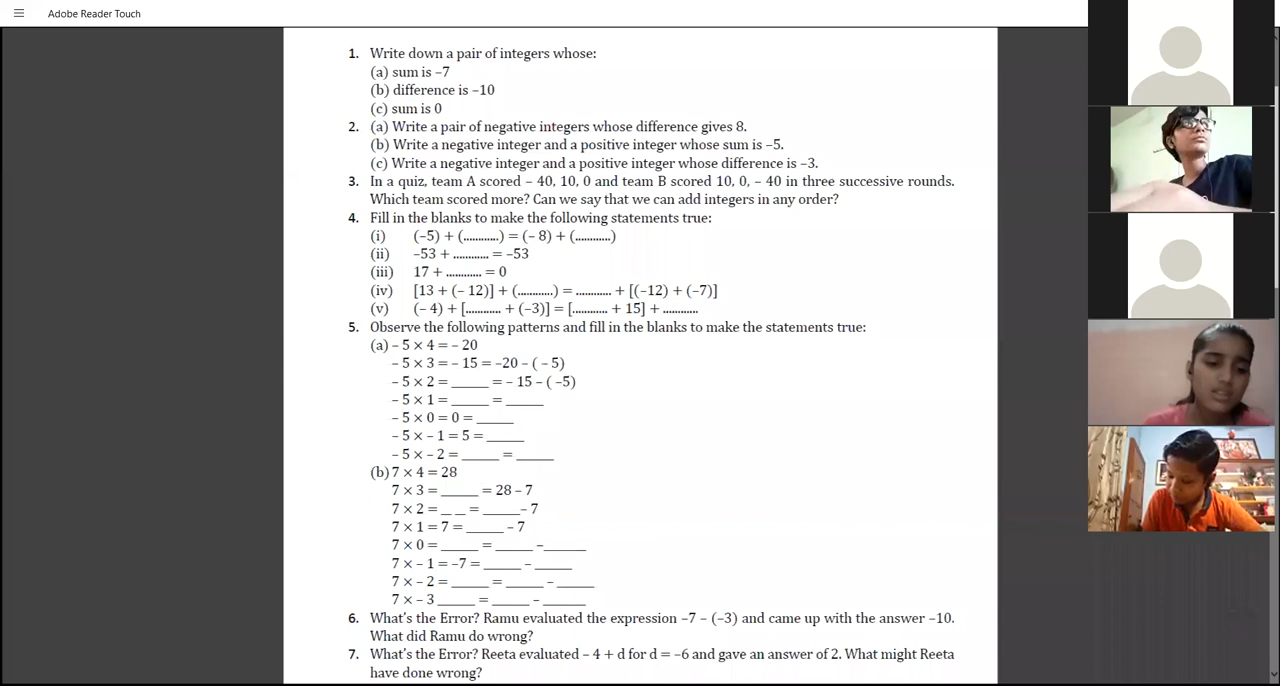 Adobe Reader Touch
1. Write down a pair of integers whose:
(a) sum is –7
(b) difference is –10
(c) sum is 0
2. (a) Write a pair of negative integers whose difference gives 8.
(b) Write a negative integer and a positive integer whose sum is –5.
(c) Write a negative integer and a positive integer whose difference is –3.
3. In a quiz, team A scored – 40, 10, 0 and team B scored 10, 0, – 40 in three successive rounds.
Which team scored more? Can we say that we can add integers in any order?
4. Fill in the blanks to make the following statements true:
(i) (–5) + (............) = (– 8) + (............)
(ii) –53 + ............ = –53
(iii) 17 + ............ = 0
(iv) [13 + (– 12)] + (............) = ............ + [(–12) + (–7)]
(v) (– 4) + [............ + (–3)] = [............ + 15] + ............
5. Observe the following patterns and fill in the blanks to make the statements true:
(a) – 5 × 4 = – 20
– 5 × 3 = – 15 = –20 – ( – 5)
– 5 × 2 = _____ = – 15 – ( –5)
– 5 × 1 = _____ = _____
– 5 × 0 = 0 = _____
– 5 × – 1 = 5 = _____
– 5 × – 2 = _____ = _____
(b) 7 × 4 = 28
7 × 3 = _____ = 28 – 7
7 × 2 = _ _ = _____– 7
7 × 1 = 7 = _____ – 7
7 × 0 = _____ = _____ –_____
7 × – 1 = –7 = _____ – _____
7 × – 2 = _____ = _____ – _____
7 × – 3 _____ = _____ – _____
6. What's the Error? Ramu evaluated the expression –7 – (–3) and came up with the answer –10.
What did Ramu do wrong?
7. What's the Error? Reeta evaluated – 4 + d for d = –6 and gave an answer of 2. What might Reeta
have done wrong?